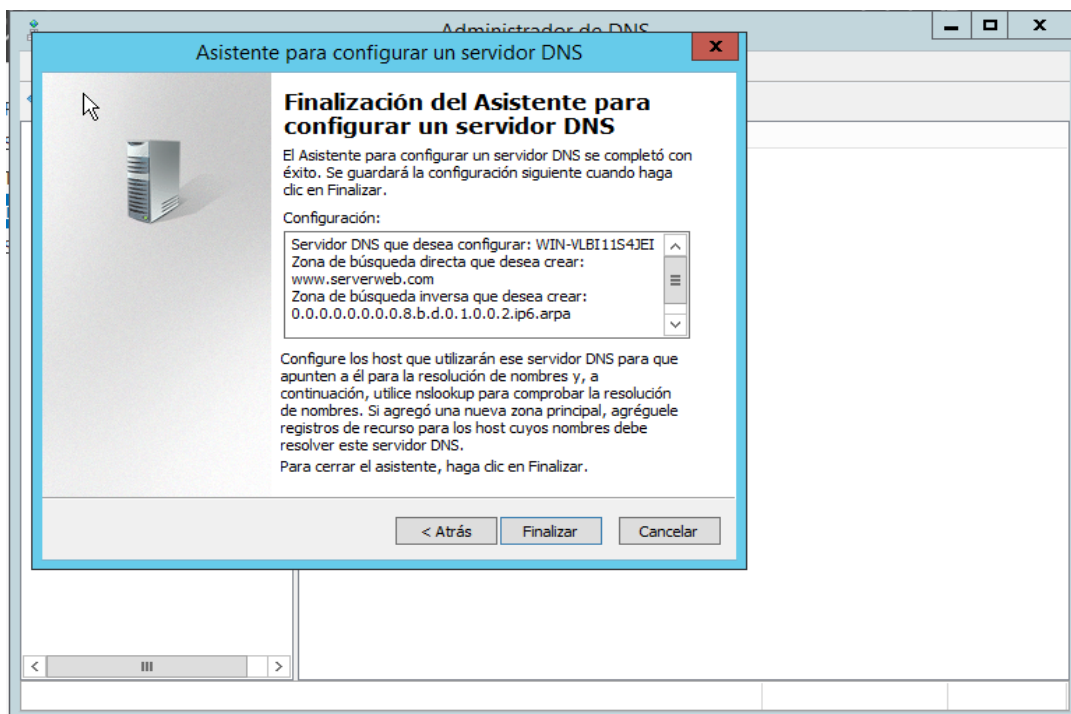 Administrador de DNS
Asistente para configurar un servidor DNS
Finalización del Asistente para
configurar un servidor DNS
El Asistente para configurar un servidor DNS se completó con
éxito. Se guardará la configuración siguiente cuando haga
clic en Finalizar.
Configuración:
Servidor DNS que desea configurar: WIN-VLBI11S4JEI
Zona de búsqueda directa que desea crear:
www.serverweb.com
Zona de búsqueda inversa que desea crear:
0.0.0.0.0.0.0.0.8.b.d.0.1.0.0.2.ip6.arpa
Configure los host que utilizarán ese servidor DNS para que
apunten a él para la resolución de nombres y, a
continuación, utilice nslookup para comprobar la resolución
de nombres. Si agregó una nueva zona principal, agréguele
registros de recurso para los host cuyos nombres debe
resolver este servidor DNS.
Para cerrar el asistente, haga clic en Finalizar.
< Atrás Finalizar Cancelar